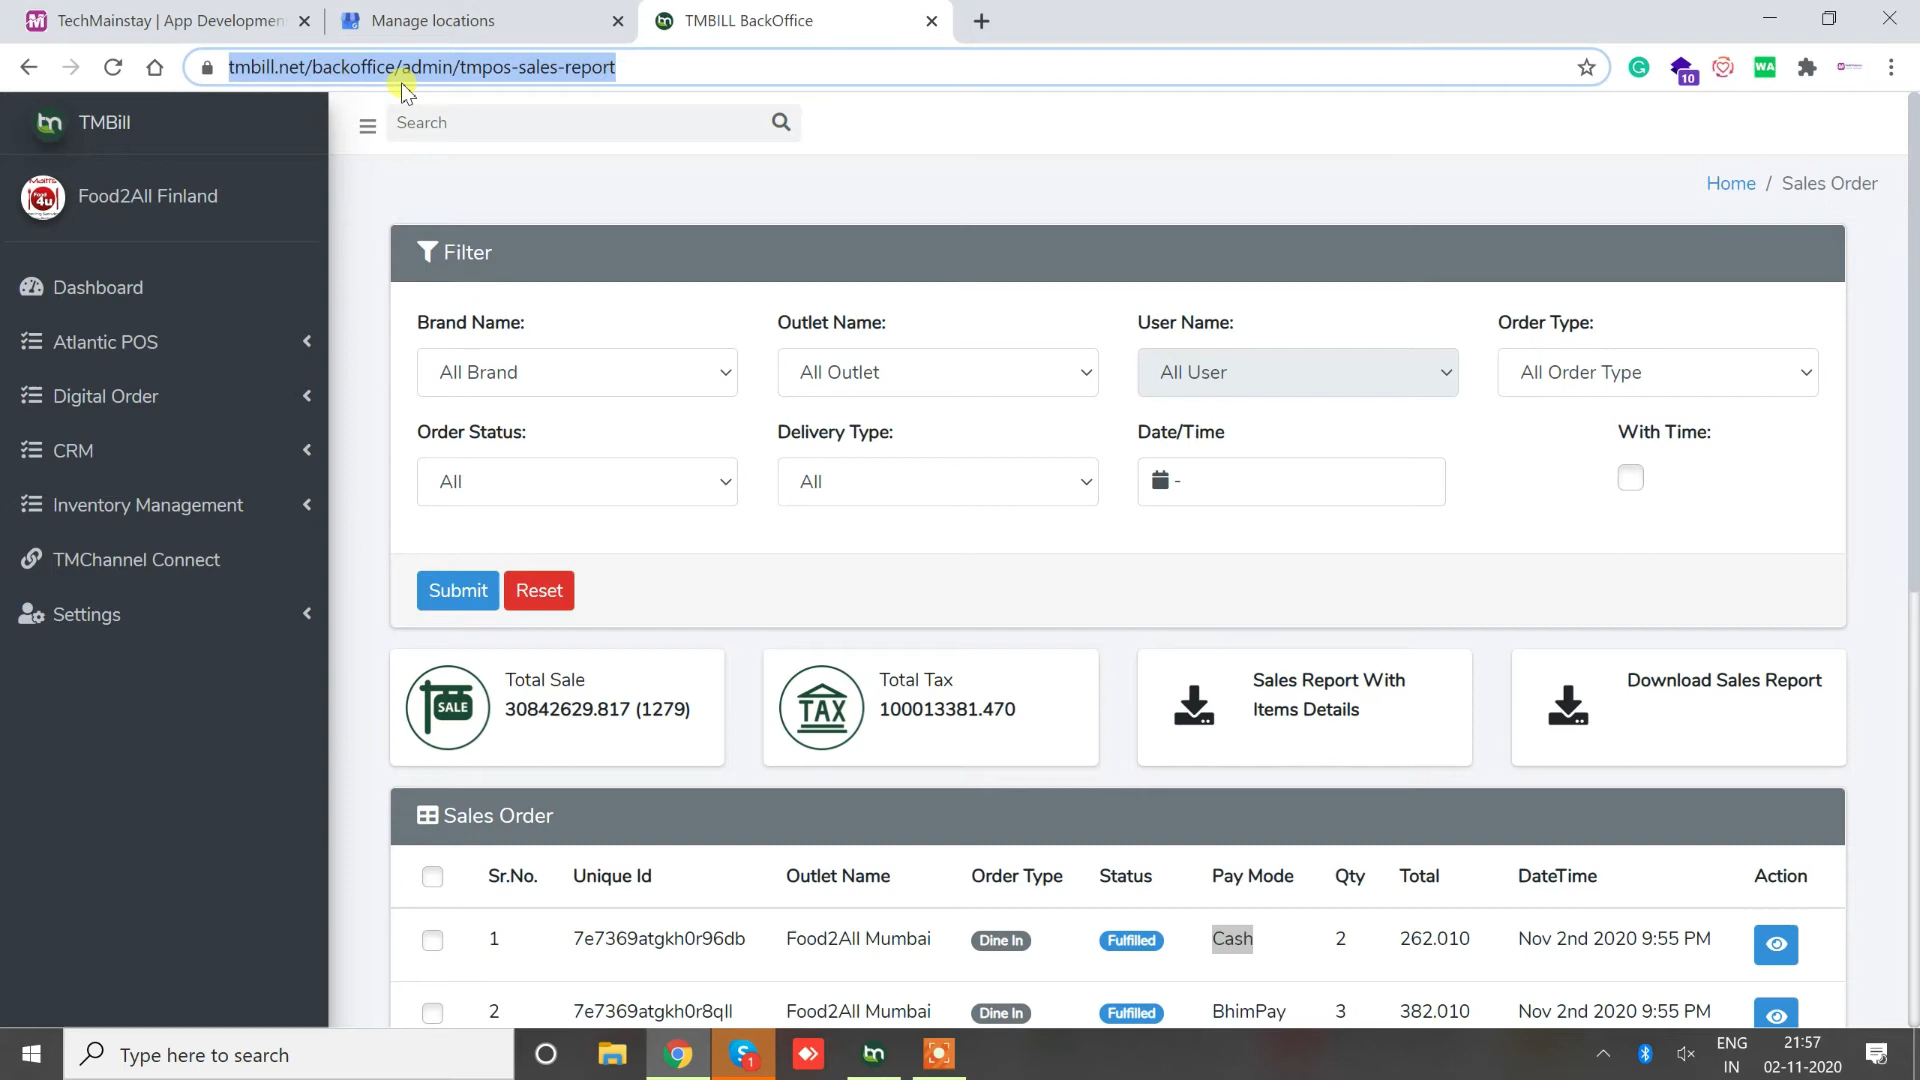 TechMainstay | App Developmen
Manage locations
TMBILL BackOffice
tmbill.net/backoffice/admin/tmpos-sales-report
WA
10
TMBill
Search
Food2All Finland
Home / Sales Order
Dashboard
Atlantic POS
Digital Order
CRM
Inventory Management
TMChannel Connect
Settings
Filter
Brand Name: Outlet Name: User Name: Order Type:
All Brand All Outlet All User All Order Type
Order Status: Delivery Type: Date/Time With Time:
All All -
Submit Reset
Total Sale
30842629.817 (1279)
SALE
Total Tax
100013381.470
TAX
Sales Report With
Items Details
Download Sales Report
Sales Order
Sr.No. Unique Id Outlet Name Order Type Status Pay Mode Qty Total DateTime Action
1 7e7369atgkh0r96db Food2All Mumbai Dine In Fulfilled Cash 2 262.010 Nov 2nd 2020 9:55 PM
2 7e7369atgkh0r8qll Food2All Mumbai Dine In Fulfilled BhimPay 3 382.010 Nov 2nd 2020 9:55 PM
Type here to search
1
ENG
IN
21:57
02-11-2020